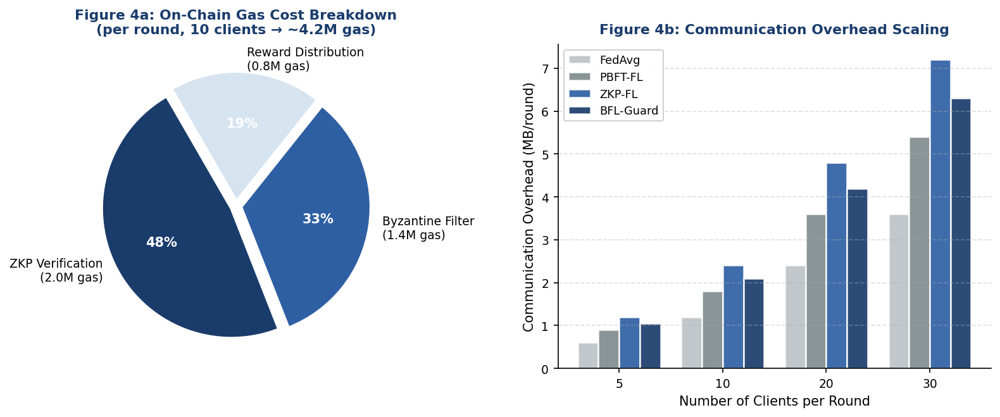 Figure 4a: On-Chain Gas Cost Breakdown
(per round, 10 clients → ~4.2M gas)
Reward Distribution
(0.8M gas)
19%
33%
48%
Byzantine Filter
(1.4M gas)
ZKP Verification
(2.0M gas)
Figure 4b: Communication Overhead Scaling
FedAvg
PBFT-FL
ZKP-FL
BFL-Guard
Communication Overhead (MB/round)
7
6
5
4
3
2
1
0
5
10
20
30
Number of Clients per Round